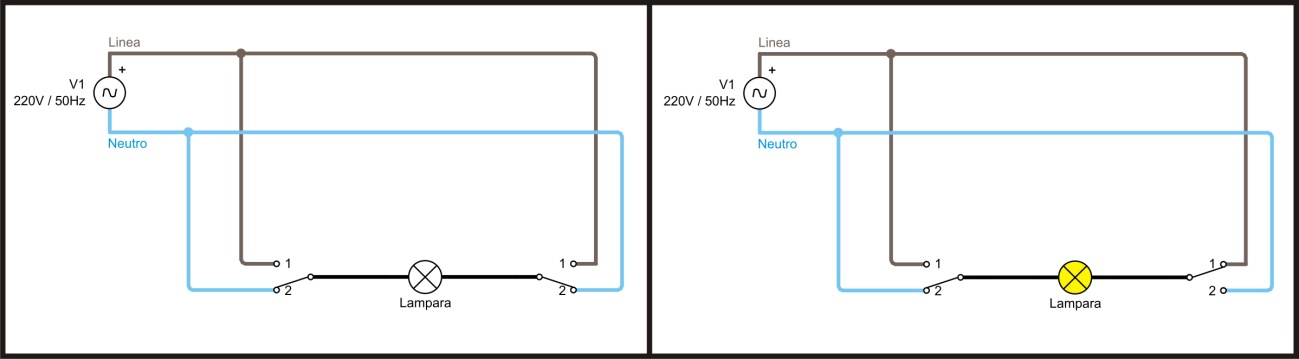 Linea
+
V1
220V / 50Hz
Neutro
1
1
2
2
Lampara
Linea
+
V1
220V / 50Hz
Neutro
1
1
2
2
Lampara